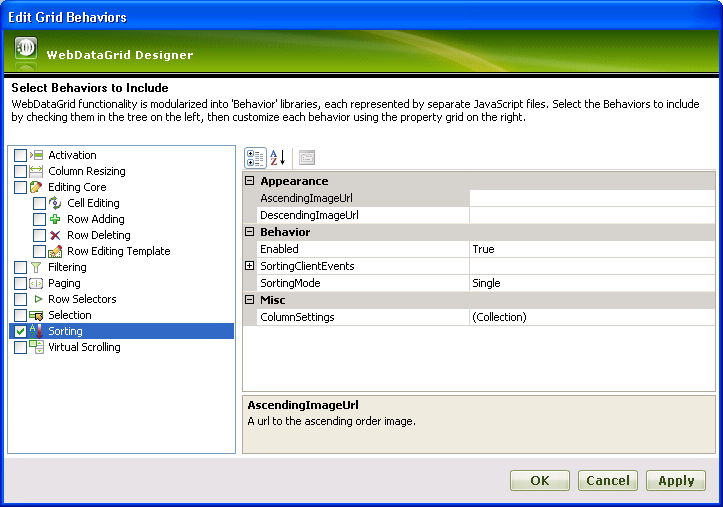 Edit Grid Behaviors
WebDataGrid Designer
Select Behaviors to Include
WebDataGrid functionality is modularized into 'Behavior' libraries, each represented by separate JavaScript files. Select the Behaviors to include
by checking them in the tree on the left, then customize each behavior using the property grid on the right.
Activation
Column Resizing
Editing Core
Cell Editing
Row Adding
Row Deleting
Row Editing Template
Filtering
Paging
Row Selectors
Selection
Sorting
Virtual Scrolling
A
Z
Appearance
AscendingImageUrl
DescendingImageUrl
Behavior
Enabled True
SortingClientEvents
SortingMode Single
Misc
ColumnSettings (Collection)
AscendingImageUrl
A url to the ascending order image.
OK Cancel Apply